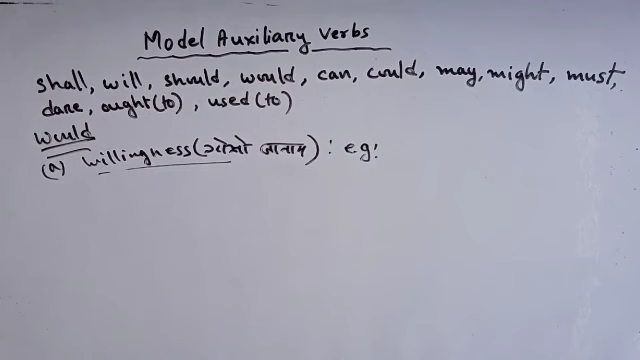 Model Auxiliary Verbs
shall, will, should, would, can, could, may, might, must,
dare, ought(to), used(to)
Would
(a) Willingness( ) : eg: